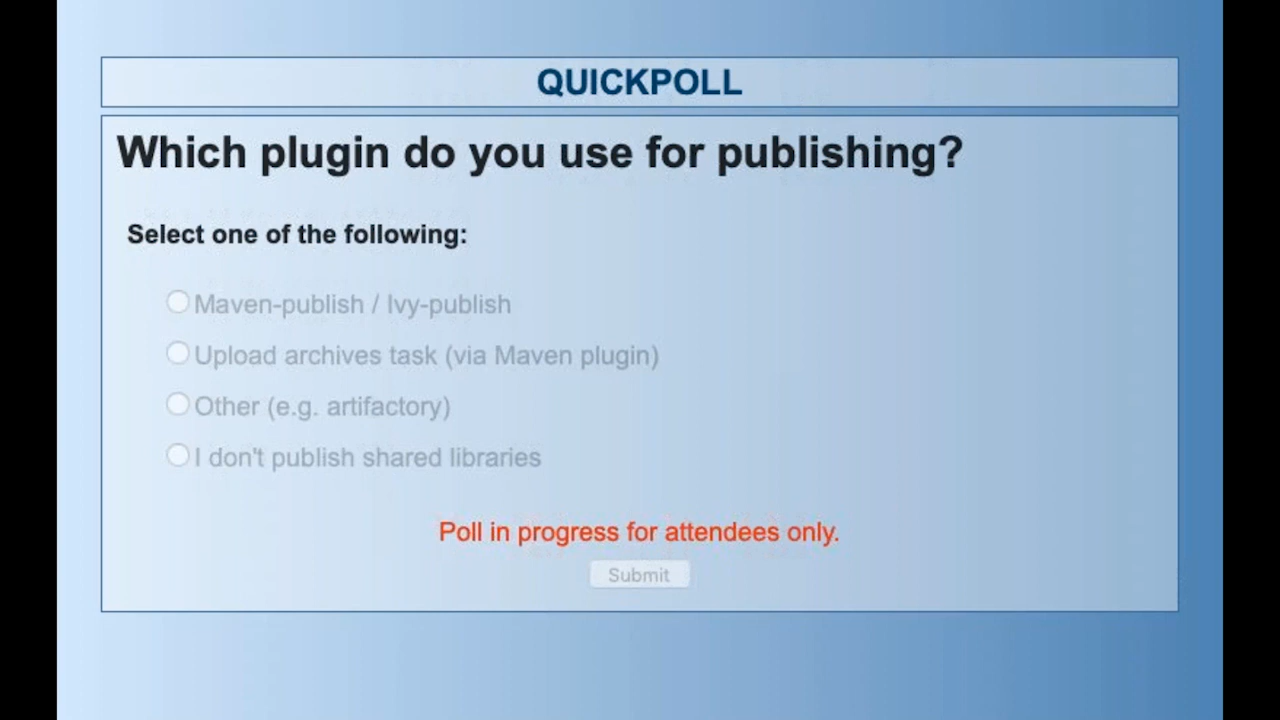 QUICKPOLL
Which plugin do you use for publishing?
Select one of the following:
Maven-publish / Ivy-publish
Upload archives task (via Maven plugin)
Other (e.g. artifactory)
I don't publish shared libraries
Poll in progress for attendees only.
Submit